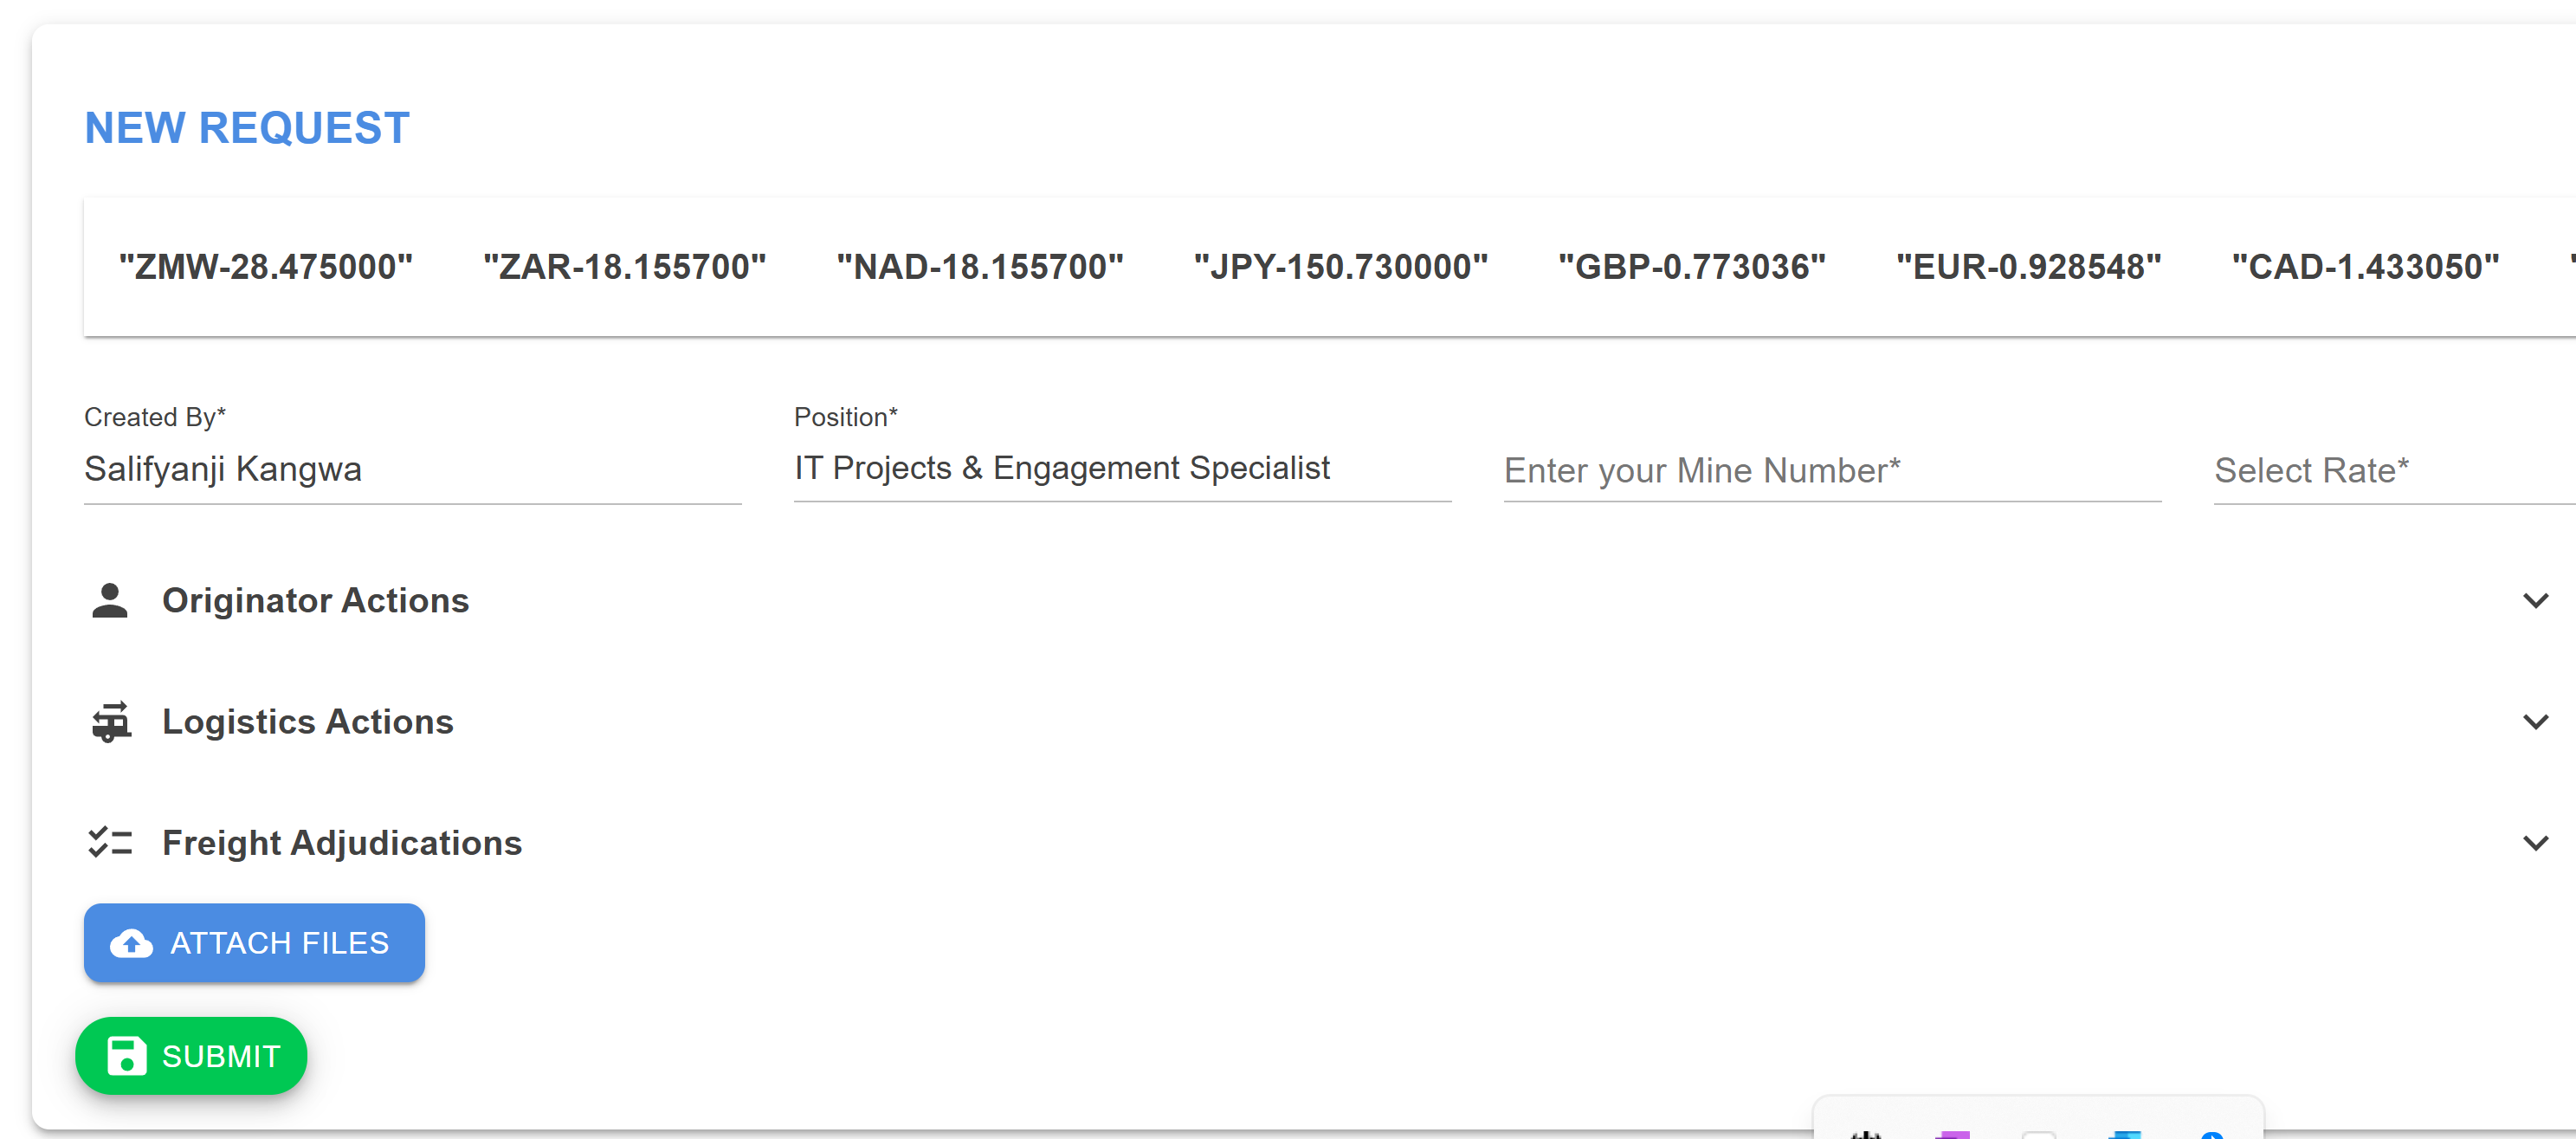 NEW REQUEST
"ZMW-28.475000" "ZAR-18.155700" "NAD-18.155700" "JPY-150.730000" "GBP-0.773036" "EUR-0.928548" "CAD-1.433050"
Created By* Position*
Salifyanji Kangwa IT Projects & Engagement Specialist Enter your Mine Number* Select Rate*
Originator Actions
Logistics Actions
Freight Adjudications
ATTACH FILES
SUBMIT